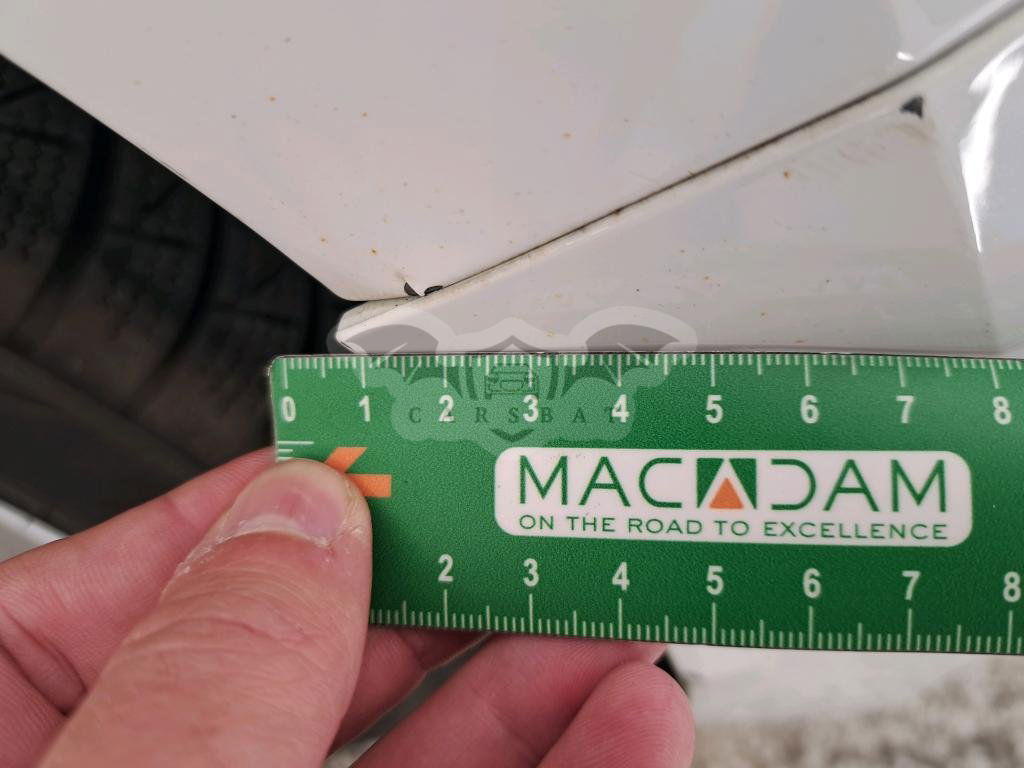 0 1 2 3 4 5 6 7 8
CARSBAT
MACADAM
ON THE ROAD TO EXCELLENCE
2 3 4 5 6 7 8